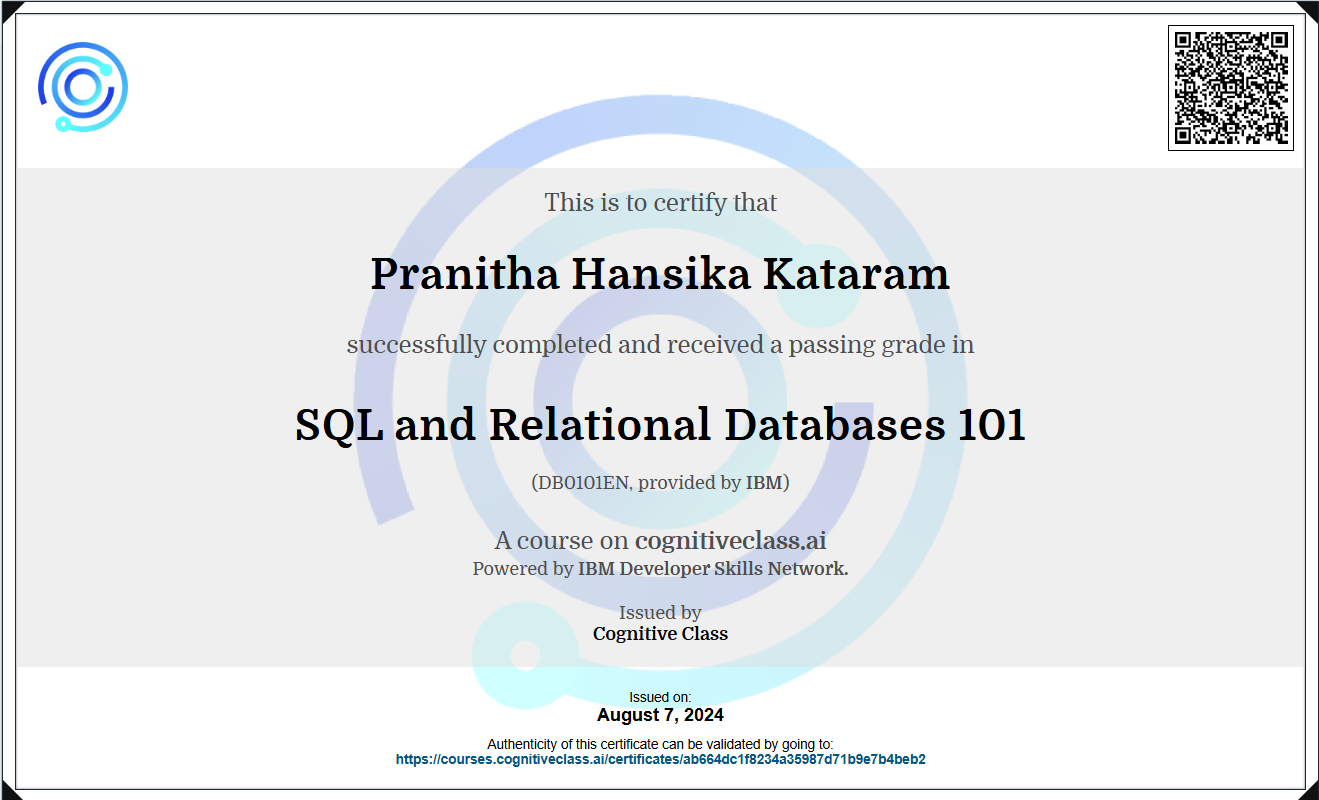 This is to certify that
Pranitha Hansika Kataram
successfully completed and received a passing grade in
SQL and Relational Databases 101
(DB0101EN, provided by IBM)
A course on cognitiveclass.ai
Powered by IBM Developer Skills Network.
Issued by
Cognitive Class
Issued on:
August 7, 2024
Authenticity of this certificate can be validated by going to:
https://courses.cognitiveclass.ai/certificates/ab664dc1f8234a35987d71b9e7b4beb2